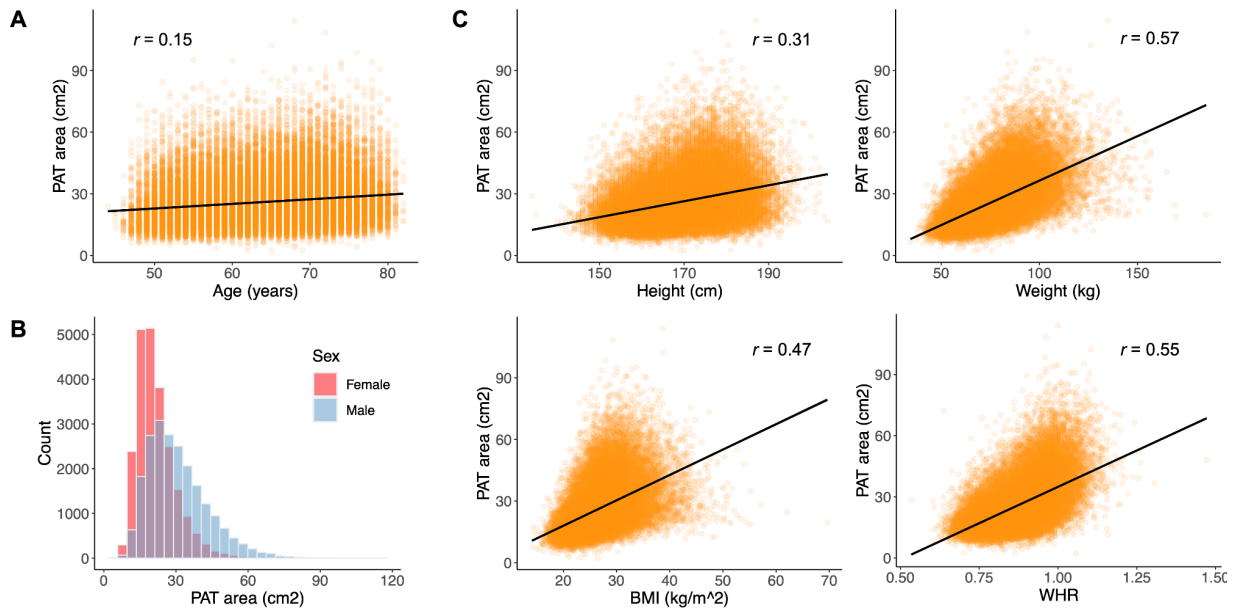 A
r = 0.15
PAT area (cm2)
90
60
30
0
50
60
70
80
Age (years)
B
5000
4000
3000
2000
1000
0
Count
Sex
Female
Male
0
30
60
90
120
PAT area (cm2)
C
r = 0.31
PAT area (cm2)
90
60
30
0
150
170
190
Height (cm)
r = 0.57
PAT area (cm2)
90
60
30
0
50
100
150
Weight (kg)
r = 0.47
PAT area (cm2)
90
60
30
0
20
30
40
50
60
70
BMI (kg/m^2)
r = 0.55
PAT area (cm2)
90
60
30
0
0.50
0.75
1.00
1.25
1.50
WHR